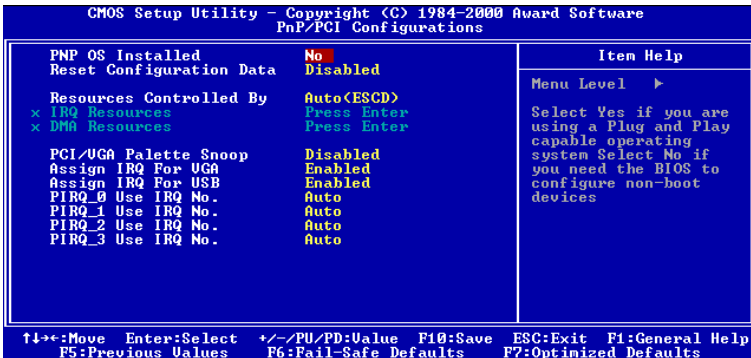 CMOS Setup Utility - Copyright (C) 1984-2000 Award Software
PnP/PCI Configurations
PNP OS Installed No
Reset Configuration Data Disabled
Resources Controlled By Auto(ESCD)
x IRQ Resources Press Enter
x DMA Resources Press Enter
PCI/VGA Palette Snoop Disabled
Assign IRQ For VGA Enabled
Assign IRQ For USB Enabled
PIRQ_0 Use IRQ No. Auto
PIRQ_1 Use IRQ No. Auto
PIRQ_2 Use IRQ No. Auto
PIRQ_3 Use IRQ No. Auto
Item Help
Menu Level ▶
Select Yes if you are
using a Plug and Play
capable operating
system Select No if
you need the BIOS to
configure non-boot
devices
↑↓→←:Move Enter:Select +/-/PU/PD:Value F10:Save ESC:Exit F1:General Help
F5:Previous Values F6:Fail-Safe Defaults F7:Optimized Defaults